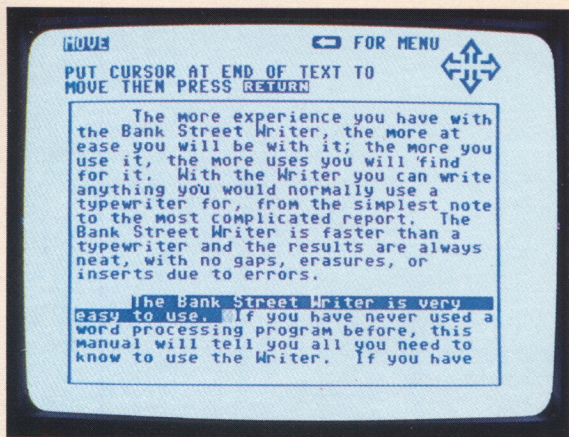 MOVE FOR MENU
PUT CURSOR AT END OF TEXT TO
MOVE THEN PRESS RETURN
The more experience you have with
the Bank Street Writer, the more at
ease you will be with it; the more you
use it, the more uses you will find
for it. With the Writer you can write
anything you would normally use a
typewriter for, from the simplest note
to the most complicated report. The
Bank Street Writer is faster than a
typewriter and the results are always
neat, with no gaps, erasures, or
inserts due to errors.
The Bank Street Writer is very
easy to use. If you have never used a
word processing program before, this
manual will tell you all you need to
know to use the Writer. If you have